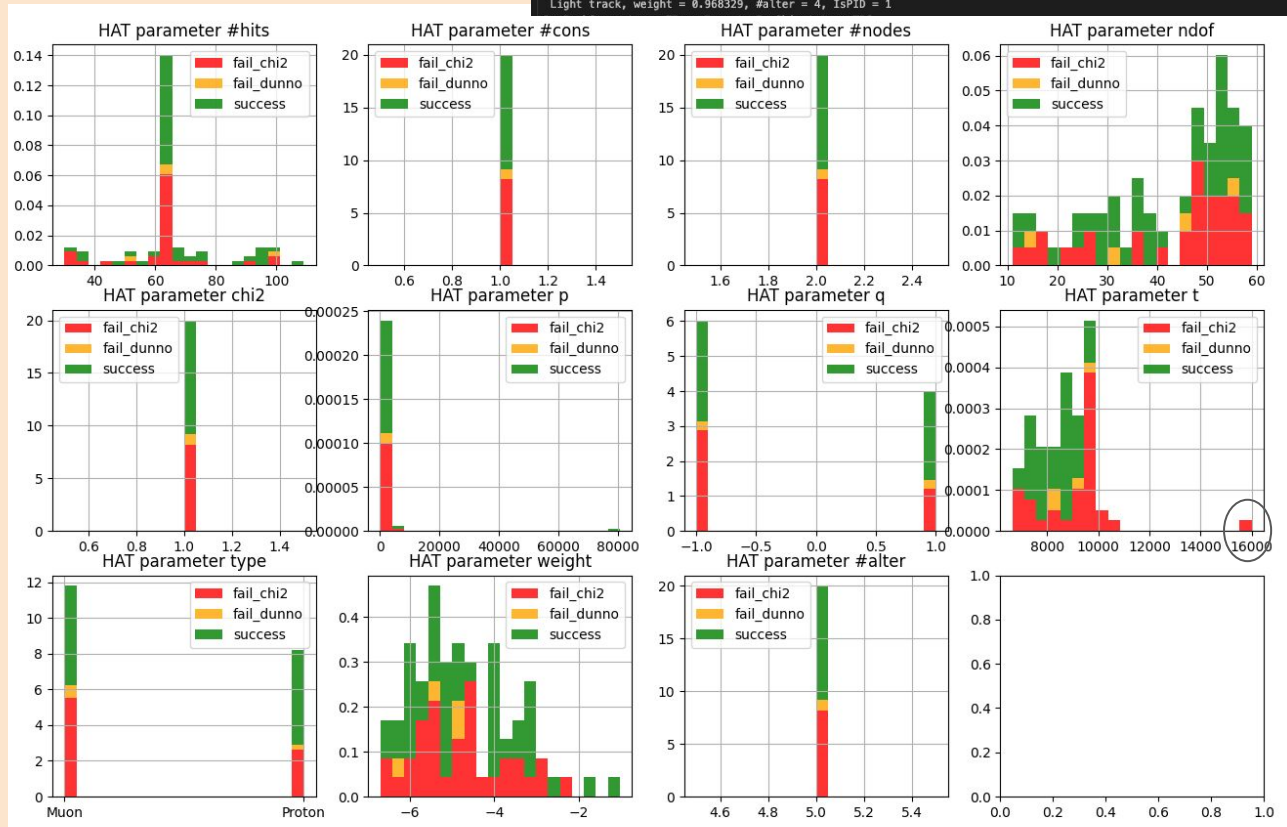 Light track, weight = 0.968329, #alter = 4, IsPID = 1
HAT parameter #hits
fail_chi2
fail_dunno
success
0.14
0.12
0.10
0.08
0.06
0.04
0.02
0.00
40 60 80 100
HAT parameter #cons
fail_chi2
fail_dunno
success
20
15
10
5
0
0.6 0.8 1.0 1.2 1.4
HAT parameter #nodes
fail_chi2
fail_dunno
success
20
15
10
5
0
1.6 1.8 2.0 2.2 2.4
HAT parameter ndof
fail_chi2
fail_dunno
success
0.06
0.05
0.04
0.03
0.02
0.01
0.00
10 20 30 40 50 60
HAT parameter chi2
fail_chi2
fail_dunno
success
20
15
10
5
0
0.6 0.8 1.0 1.2 1.4
HAT parameter p
fail_chi2
fail_dunno
success
0.00025
0.00020
0.00015
0.00010
0.00005
0.00000
0 20000 40000 60000 80000
HAT parameter q
fail_chi2
fail_dunno
success
6
5
4
3
2
1
0
−1.0 −0.5 0.0 0.5 1.0
HAT parameter t
fail_chi2
fail_dunno
success
0.0005
0.0004
0.0003
0.0002
0.0001
0.0000
8000 10000 12000 14000 16000
HAT parameter type
fail_chi2
fail_dunno
success
12
10
8
6
4
2
0
Muon Proton
HAT parameter weight
fail_chi2
fail_dunno
success
0.4
0.3
0.2
0.1
0.0
−6 −4 −2
HAT parameter #alter
fail_chi2
fail_dunno
success
20
15
10
5
0
4.6 4.8 5.0 5.2 5.4
1.0
0.8
0.6
0.4
0.2
0.0
0.0 0.2 0.4 0.6 0.8 1.0